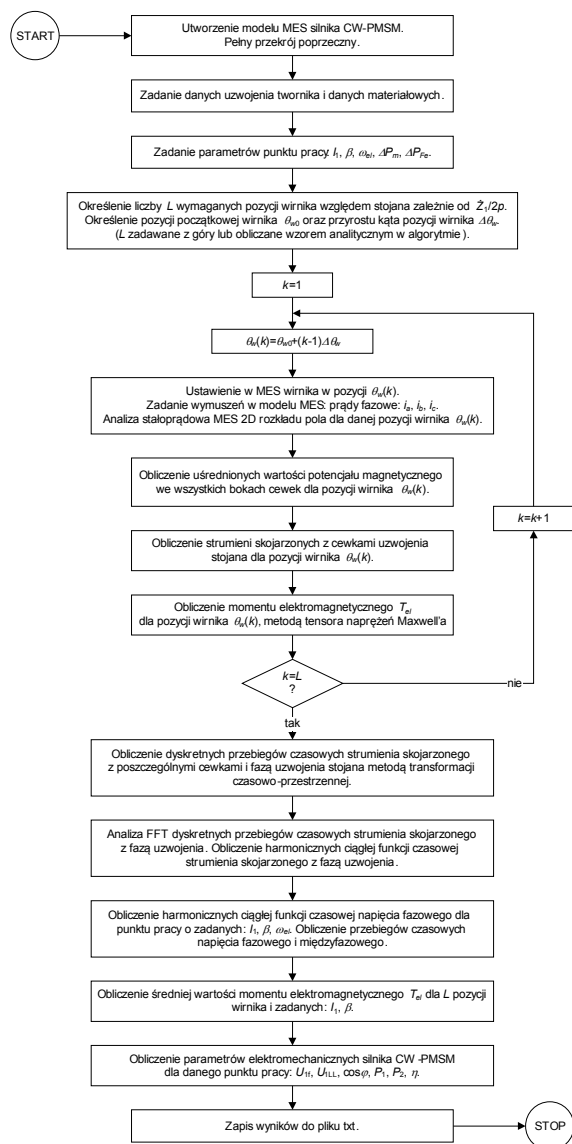 START
Utworzenie modelu MES silnika CW-PMSM.
Pełny przekrój poprzeczny.
Zadanie danych uzwojenia twornika i danych materiałowych.
Zadanie parametrów punktu pracy: I1, β, ωel, ΔPm, ΔPFe.
Określenie liczby L wymaganych pozycji wirnika względem stojana zależnie od Ż1/2p.
Określenie pozycji początkowej wirnika θw0 oraz przyrostu kąta pozycji wirnika Δθw.
(L zadawane z góry lub obliczane wzorem analitycznym w algorytmie).
k=1
θw(k)=θw0+(k-1)Δθw
Ustawienie w MES wirnika w pozycji θw(k).
Zadanie wymuszeń w modelu MES: prądy fazowe: ia, ib, ic.
Analiza stałoprądowa MES 2D rozkładu pola dla danej pozycji wirnika θw(k).
Obliczenie uśrednionych wartości potencjału magnetycznego
we wszystkich bokach cewek dla pozycji wirnika θw(k).
k=k+1
Obliczenie strumieni skojarzonych z cewkami uzwojenia
stojana dla pozycji wirnika θw(k).
Obliczenie momentu elektromagnetycznego Tel
dla pozycji wirnika θw(k), metodą tensora naprężeń Maxwell'a
k=L
?
nie
tak
Obliczenie dyskretnych przebiegów czasowych strumienia skojarzonego
z poszczególnymi cewkami i fazą uzwojenia stojana metodą transformacji
czasowo-przestrzennej.
Analiza FFT dyskretnych przebiegów czasowych strumienia skojarzonego
z fazą uzwojenia. Obliczenie harmonicznych ciągłej funkcji czasowej
strumienia skojarzonego z fazą uzwojenia.
Obliczenie harmonicznych ciągłej funkcji czasowej napięcia fazowego dla
punktu pracy o zadanych: I1, β, ωel. Obliczenie przebiegów czasowych
napięcia fazowego i międzyfazowego.
Obliczenie średniej wartości momentu elektromagnetycznego Tel dla L pozycji
wirnika i zadanych: I1, β.
Obliczenie parametrów elektromechanicznych silnika CW -PMSM
dla danego punktu pracy: U1f, U1LL, cosφ, P1, P2, η.
Zapis wyników do pliku txt.
STOP